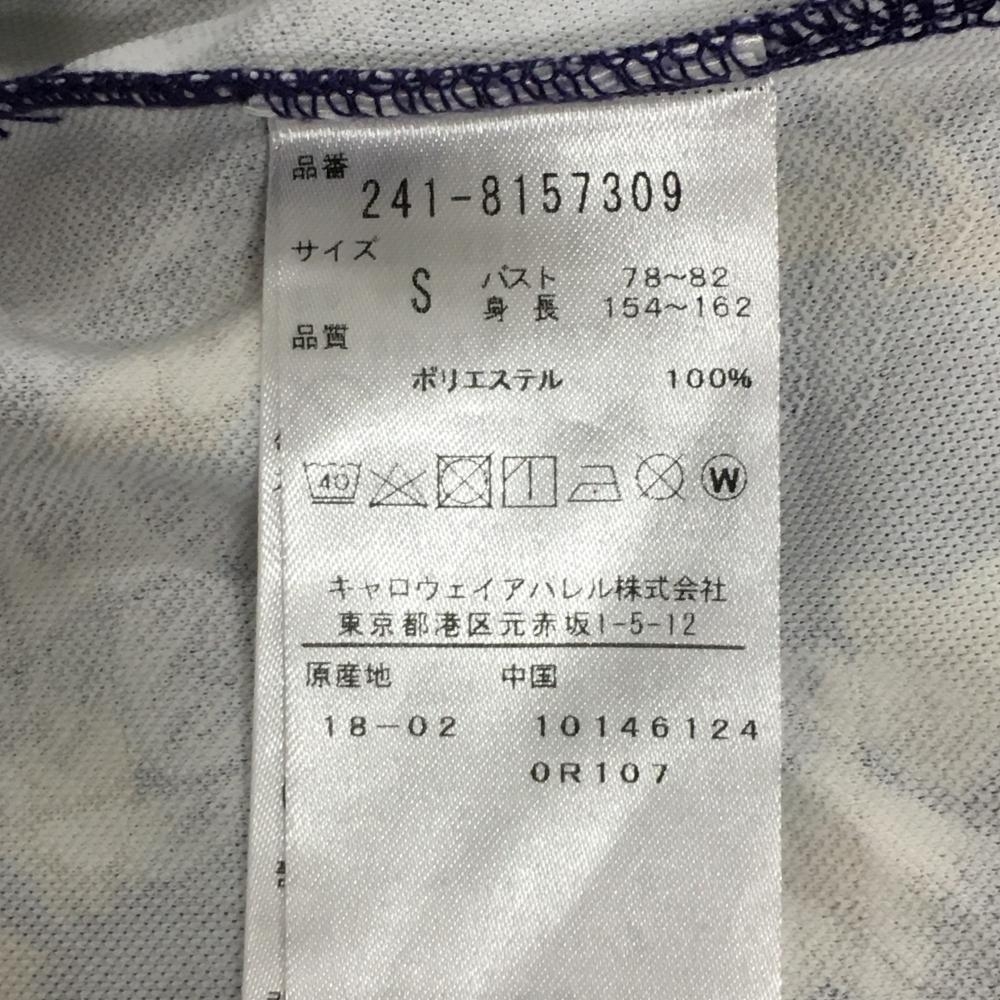 品番
241-8157309
サイズ
S バスト 78~82
身長 154~162
品質
ポリエステル 100%
40 W
キャロウェイアパレル株式会社
東京都港区元赤坂1-5-12
原産地 中国
18-02 10146124
0R107